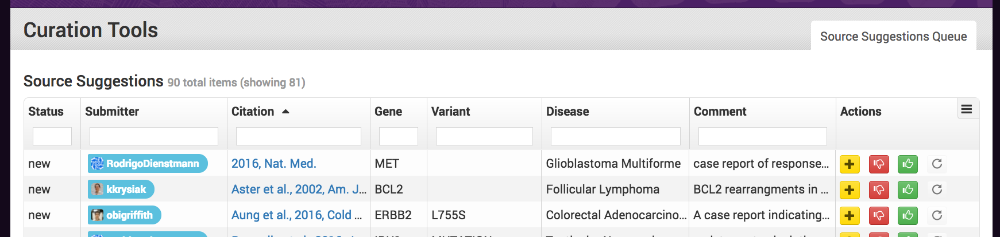 Curation Tools
Source Suggestions Queue
Source Suggestions 90 total items (showing 81)
Status Submitter Citation Gene Variant Disease Comment Actions
new RodrigoDienstmann 2016, Nat. Med. MET Glioblastoma Multiforme case report of response...
new kkrysiak Aster et al., 2002, Am. J... BCL2 Follicular Lymphoma BCL2 rearrangments in ...
new obigriffith Aung et al., 2016, Cold ... ERBB2 L755S Colorectal Adenocarcino... A case report indicating...